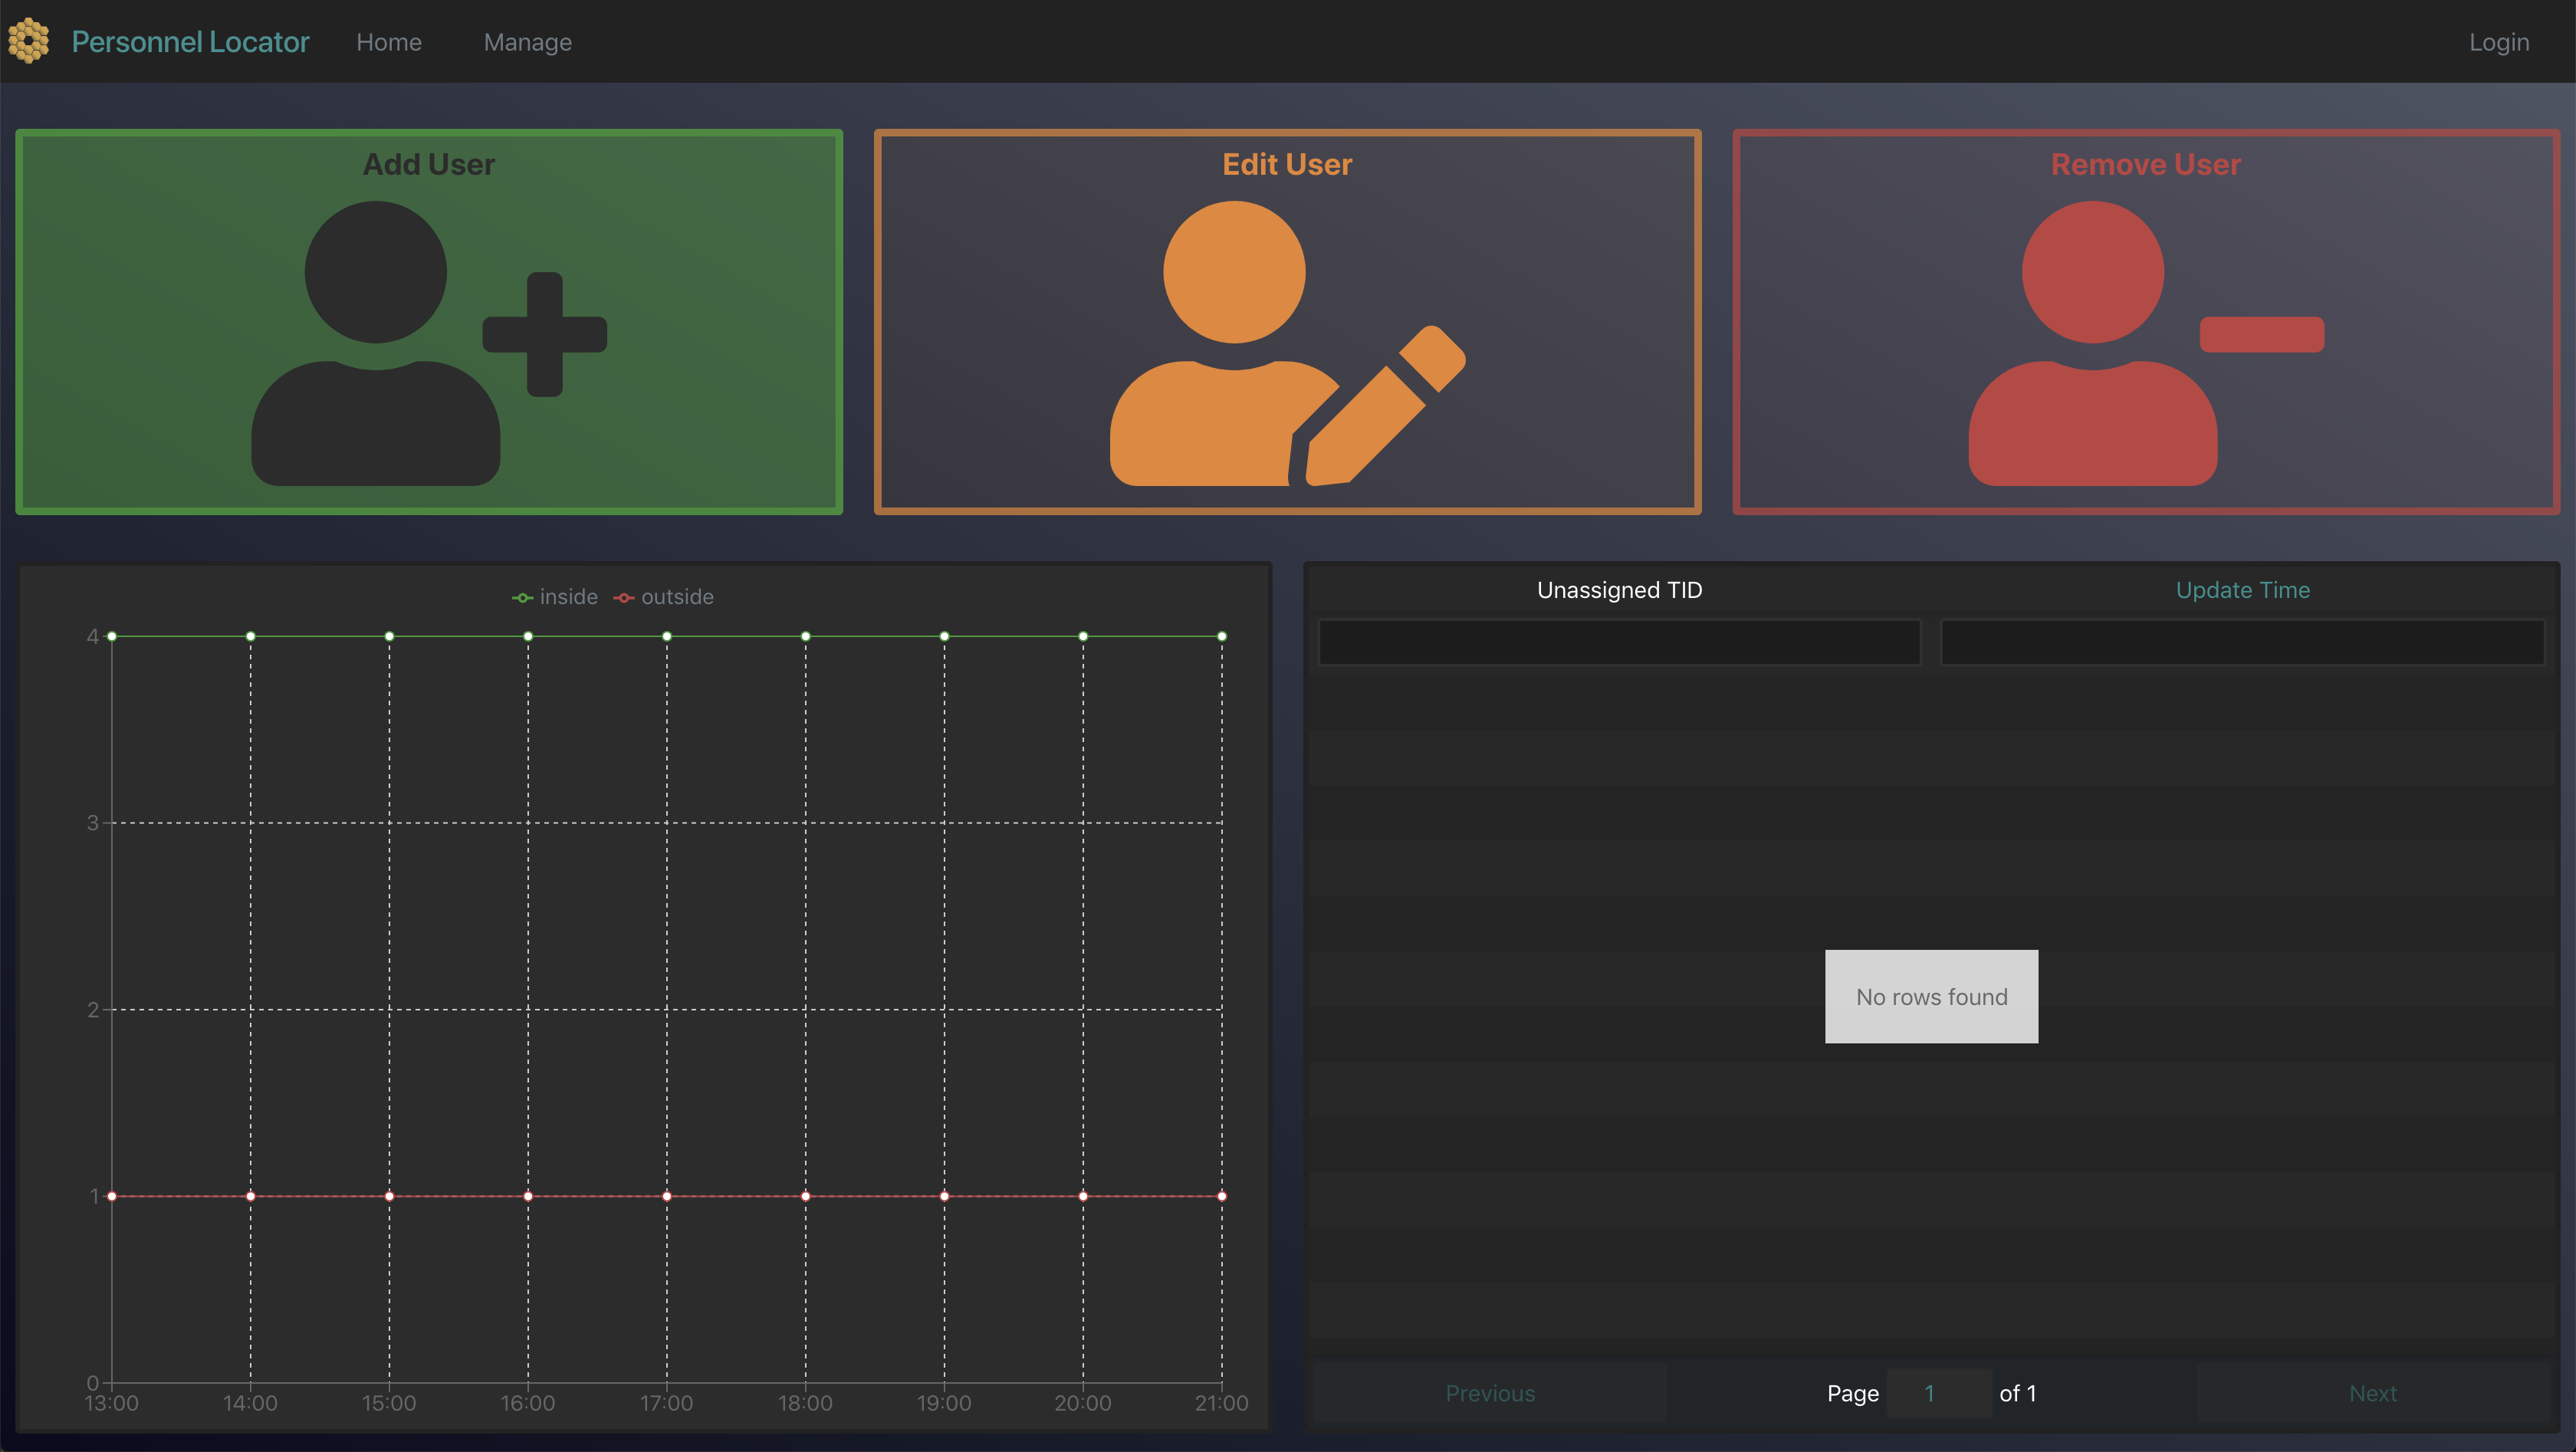 Personnel Locator Home Manage Login
Add User
Edit User
Remove User
inside outside
4
3
2
1
0
13:00 14:00 15:00 16:00 17:00 18:00 19:00 20:00 21:00
Unassigned TID Update Time
No rows found
Previous Page 1 of 1 Next